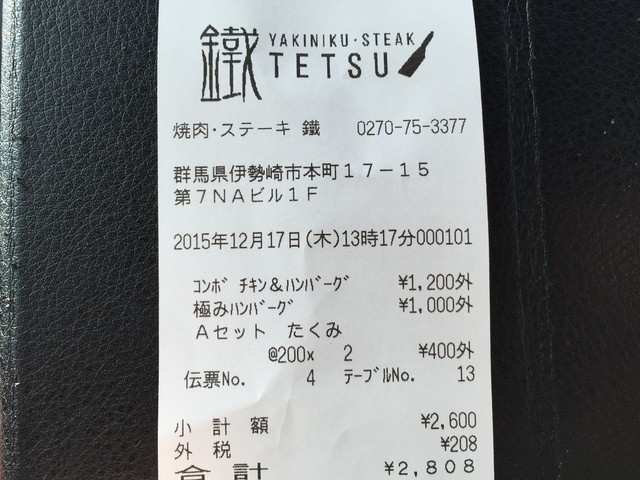 鐵 YAKINIKU・STEAK
TETSU
焼肉・ステーキ 鐵 0270-75-3377
群馬県伊勢崎市本町17-15
第7NAビル1F
2015年12月17日(木)13時17分000101
コンボ チキン&ハンバーグ ¥1,200外
極みハンバーグ ¥1,000外
Aセット たくみ
@200x 2 ¥400外
伝票No. 4 テーブルNo. 13
小計額 ¥2,600
外税 ¥208
合計 ¥2,808